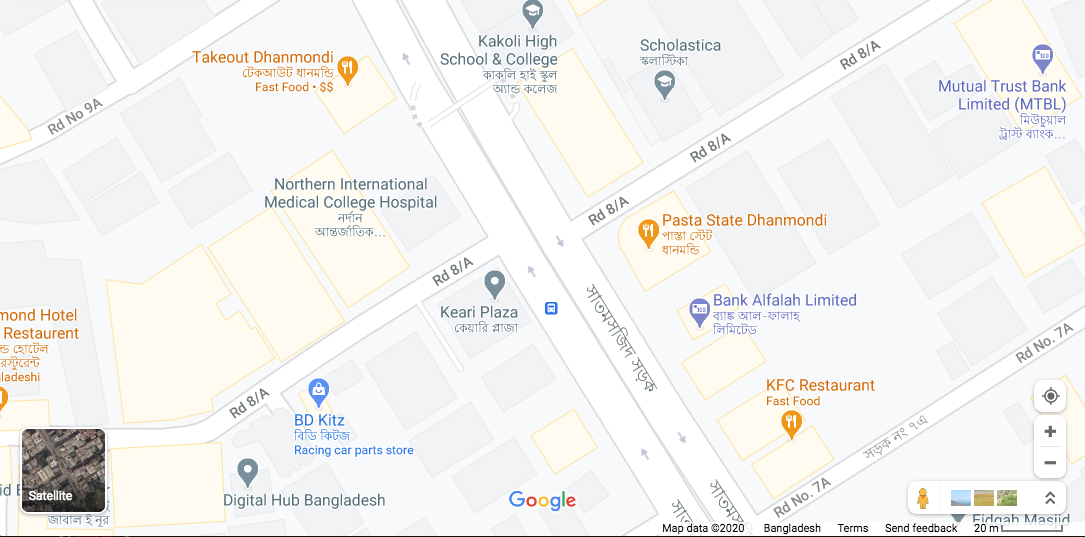 Kakoli High
School & College
কাকলি হাই স্কুল
অ্যান্ড কলেজ
Scholastica
স্কলাস্টিকা
Rd 8/A
Takeout Dhanmondi
টেকআউট ধানমন্ডি
Fast Food • $$
Mutual Trust Bank
Limited (MTBL)
মিউচুয়াল
ট্রাস্ট ব্যাংক...
Rd No 9A
Rd 8/A
Northern International
Medical College Hospital
নর্দান
আন্তর্জাতিক...
Rd 8/A
Pasta State Dhanmondi
পাস্তা স্টেট
ধানমন্ডি
Rd 8/A
Keari Plaza
কেয়ারি প্লাজা
সাতমসজিদ সড়ক
Bank Alfalah Limited
ব্যাঙ্ক আল-ফালাহ
লিমিটেড
mond Hotel
Restaurent
ন্ড হোটেল
রেস্টুরেন্ট
ladeshi
Rd No. 7A
KFC Restaurant
Fast Food
Rd 8/A
BD Kitz
বিডি কিটজ
Racing car parts store
সড়ক নং ৭এ
Satellite
Digital Hub Bangladesh
জাবাল ই নূর
Google
Rd No. 7A
Eidgah Masjid
Map data ©2020
Bangladesh
Terms
Send feedback
20 m